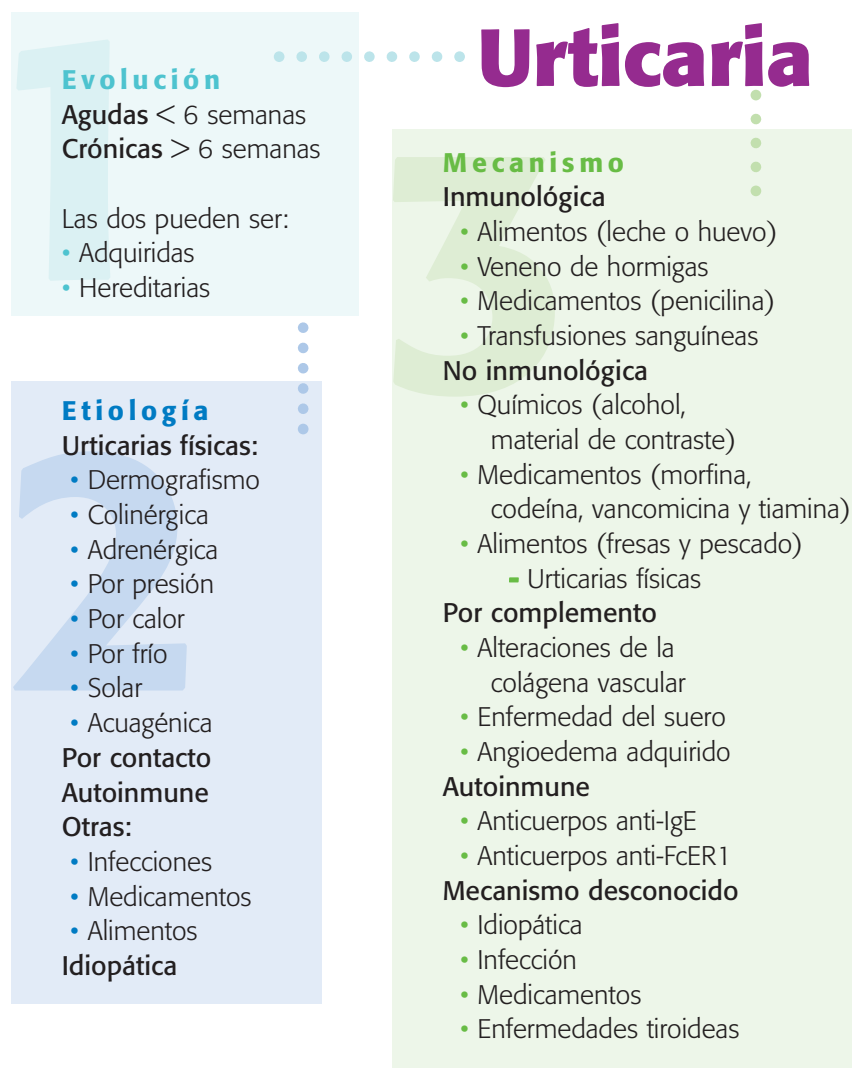 Urticaria
1
Evolución
Agudas < 6 semanas
Crónicas > 6 semanas
Las dos pueden ser:
• Adquiridas
• Hereditarias
2
Etiología
Urticarias físicas:
• Dermografismo
• Colinérgica
• Adrenérgica
• Por presión
• Por calor
• Por frío
• Solar
• Acuagénica
Por contacto
Autoinmune
Otras:
• Infecciones
• Medicamentos
• Alimentos
Idiopática
3
Mecanismo
Inmunológica
• Alimentos (leche o huevo)
• Veneno de hormigas
• Medicamentos (penicilina)
• Transfusiones sanguíneas
No inmunológica
• Químicos (alcohol,
material de contraste)
• Medicamentos (morfina,
codeína, vancomicina y tiamina)
• Alimentos (fresas y pescado)
- Urticarias físicas
Por complemento
• Alteraciones de la
colágena vascular
• Enfermedad del suero
• Angioedema adquirido
Autoinmune
• Anticuerpos anti-IgE
• Anticuerpos anti-FcER1
Mecanismo desconocido
• Idiopática
• Infección
• Medicamentos
• Enfermedades tiroideas